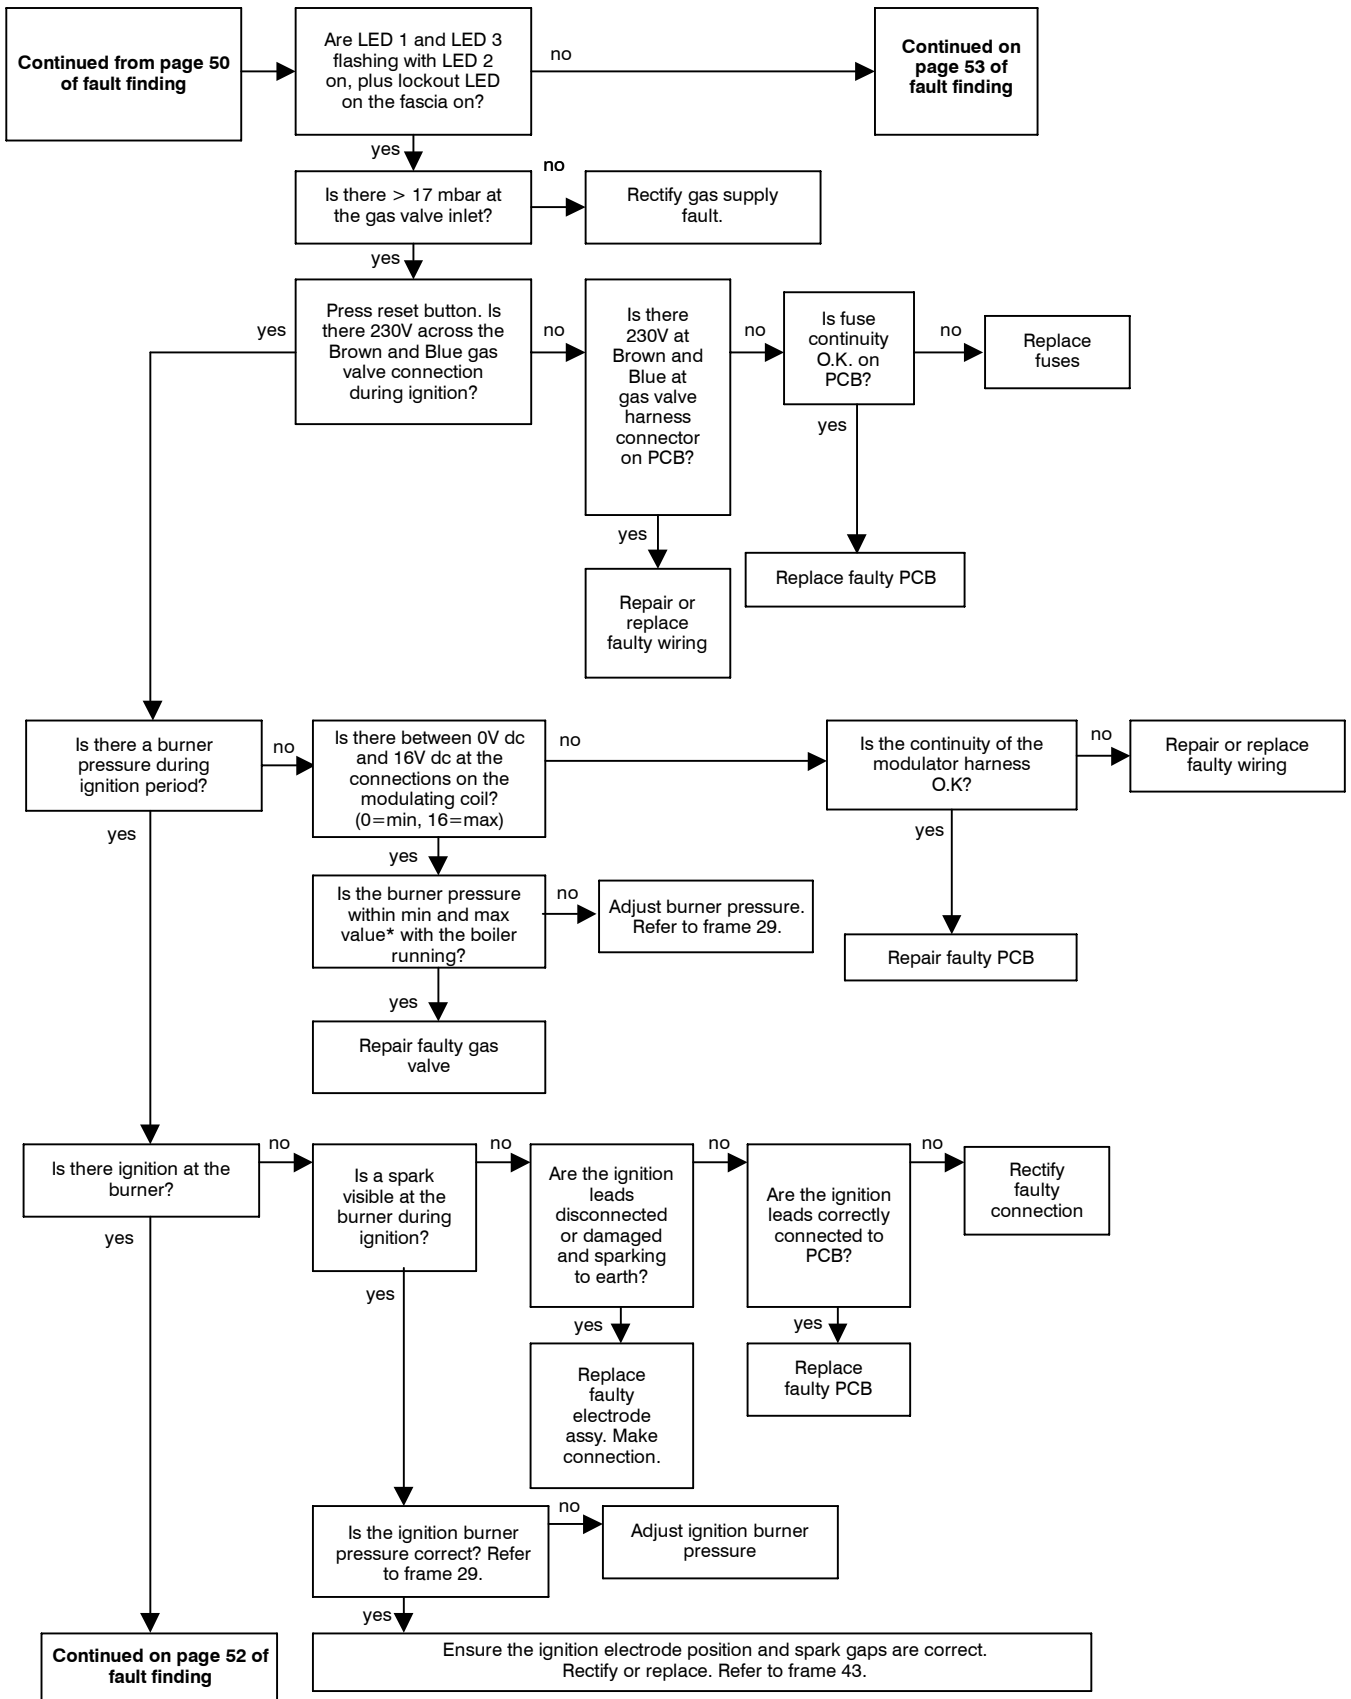 Continued from page 50
of fault finding
Are LED 1 and LED 3
flashing with LED 2
on, plus lockout LED
on the fascia on?
no
Continued on
page 53 of
fault finding
yes
Is there > 17 mbar at
the gas valve inlet?
no
Rectify gas supply
fault.
yes
Press reset button. Is
there 230V across the
Brown and Blue gas
valve connection
during ignition?
yes
no
Is there
230V at
Brown and
Blue at
gas valve
harness
connector
on PCB?
no
Is fuse
continuity
O.K. on
PCB?
no
Replace
fuses
yes
Replace faulty PCB
yes
Repair or
replace
faulty wiring
Is there a burner
pressure during
ignition period?
no
Is there between 0V dc
and 16V dc at the
connections on the
modulating coil?
(0=min, 16=max)
no
Is the continuity of the
modulator harness
O.K?
no
Repair or replace
faulty wiring
yes
yes
yes
Repair faulty PCB
Is the burner pressure
within min and max
value* with the boiler
running?
no
Adjust burner pressure.
Refer to frame 29.
yes
Repair faulty gas
valve
Is there ignition at the
burner?
no
Is a spark
visible at the
burner during
ignition?
no
Are the ignition
leads
disconnected
or damaged
and sparking
to earth?
no
Are the ignition
leads correctly
connected to
PCB?
no
Rectify
faulty
connection
yes
yes
yes
Replace
faulty
electrode
assy. Make
connection.
yes
Replace
faulty PCB
Is the ignition burner
pressure correct? Refer
to frame 29.
no
Adjust ignition burner
pressure
yes
Continued on page 52 of
fault finding
Ensure the ignition electrode position and spark gaps are correct.
Rectify or replace. Refer to frame 43.